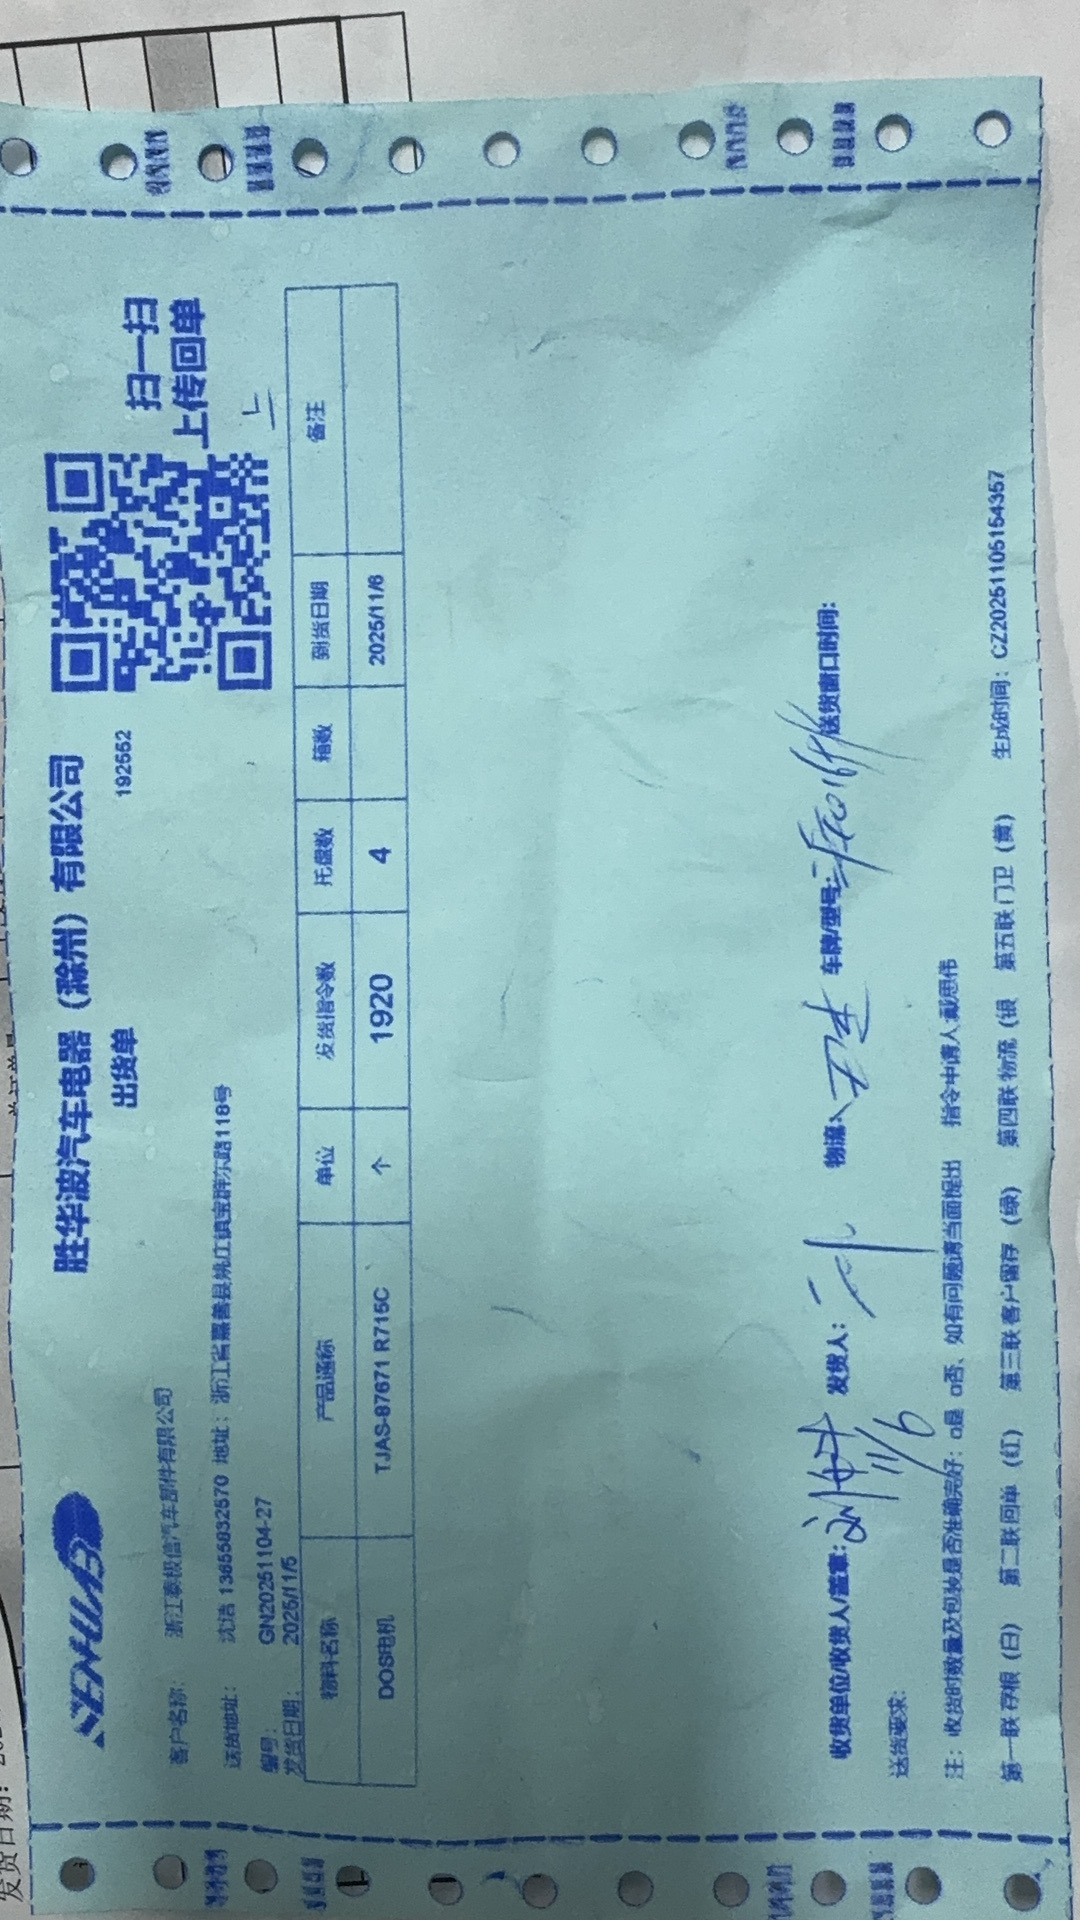 SENHUAB
胜华波汽车电器（滁州）有限公司
扫一扫
上传回单
出货单
192552
客户名称: 浙江泰极信汽车部件有限公司
送货地址: 沈洁 13655832570 地址: 浙江省嘉善县姚庄镇宝群东路118号
编号: GN20251104-27
发货日期: 2025/11/5
物料名称 产品通称 单位 发货指令数 托盘数 箱数 到货日期 备注
DOS电机 TJAS-87671 R715C 个 1920 4 2025/11/6
收货单位/收货人/盖章: 发货人: 物流: 车牌/型号: 送货窗口时间:
11/6
送货要求:
注: 收货时数量及包装是否准确完好: □是 □否、如有问题请当面提出 指令申请人:戴思伟
第一联 存根（白） 第二联 回单（红） 第三联 客户留存（绿） 第四联 物流（银 第五联 门卫（黄） 生成时间: CZ20251105154357